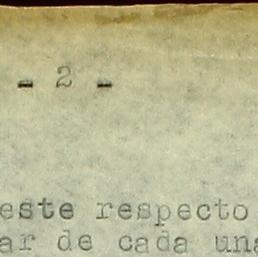 - 2 -
este respecto
ar de cada una